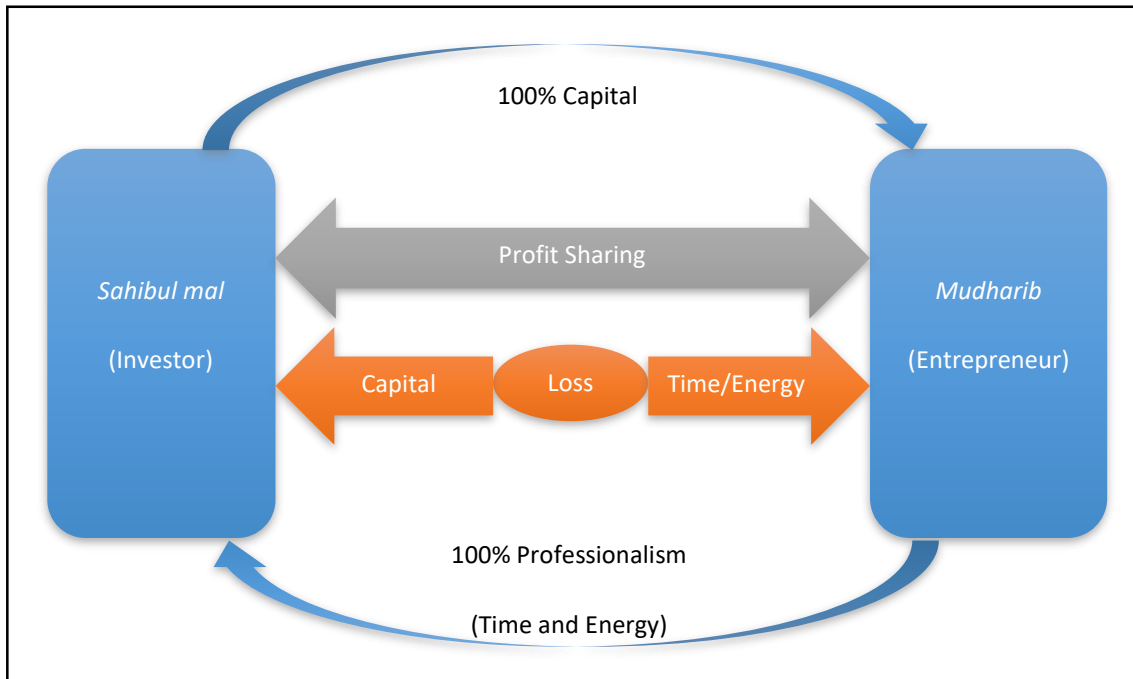 100% Capital
Profit Sharing
Sahibul mal
(Investor)
Mudharib
(Entrepreneur)
Capital
Loss
Time/Energy
100% Professionalism
(Time and Energy)